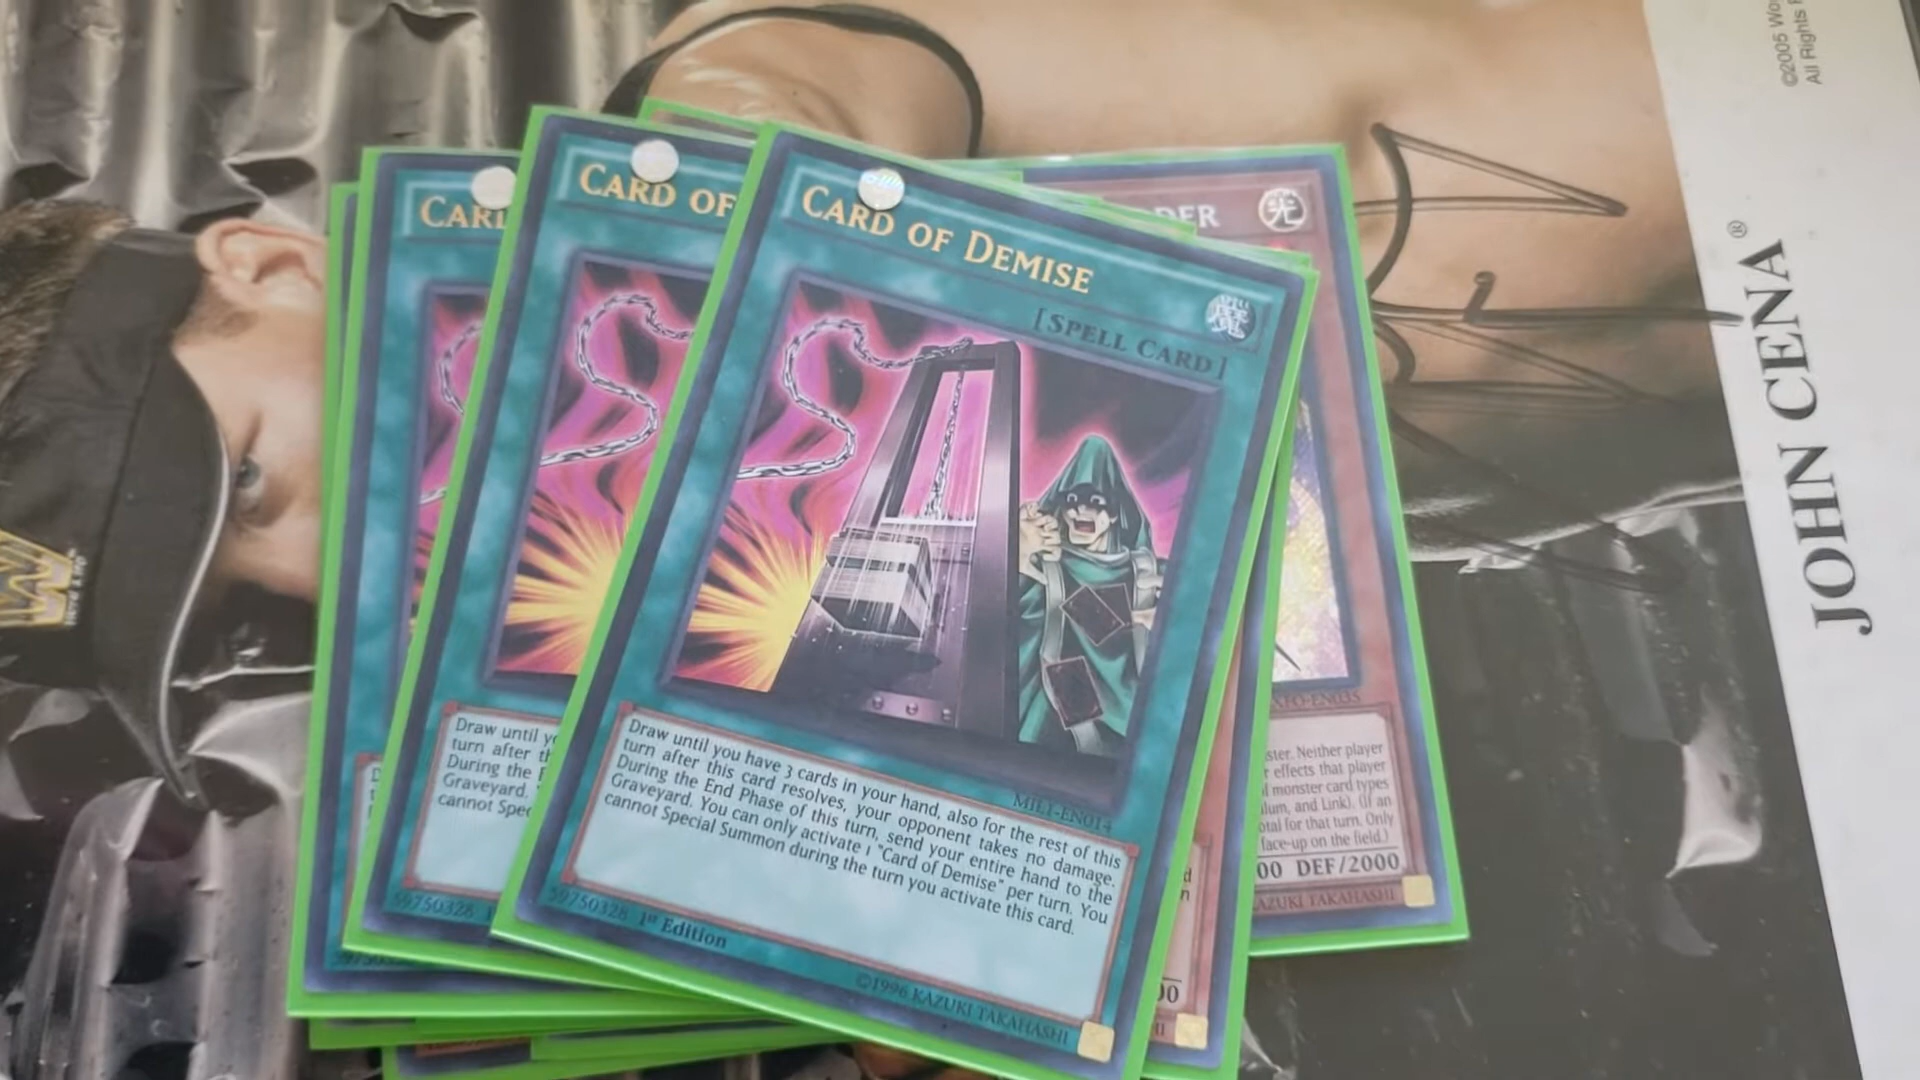 CARD OF DEMISE
[SPELL CARD]
MIL1-EN014
Draw until you have 3 cards in your hand, also for the rest of this
turn after this card resolves, your opponent takes no damage.
During the End Phase of this turn, send your entire hand to the
Graveyard. You can only activate 1 "Card of Demise" per turn. You
cannot Special Summon during the turn you activate this card.
59750328 1st Edition
©1996 KAZUKI TAKAHASHI
CARD OF
Draw until
turn after
During the
Graveyard.
cannot
59750328
CARD
光
EN035
Neither player
effects that player
monster card types
and Link). (If an
for that turn. Only
face-up on the field.)
00 DEF/2000
TAKAHASHI
JOHN CENA®
©2005
All Rights